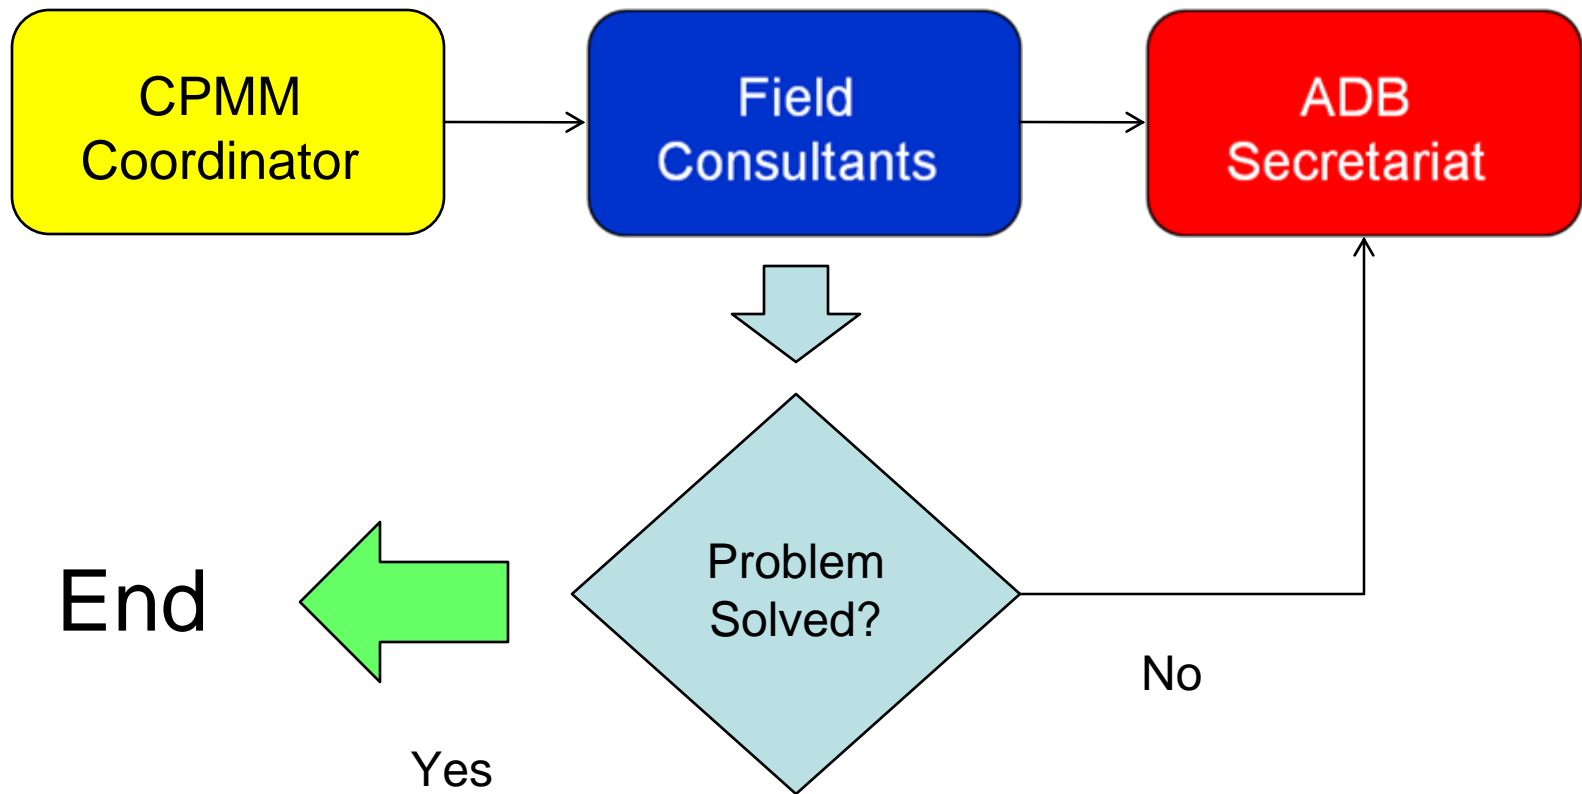 CPMM
Coordinator
Field
Consultants
ADB
Secretariat
Problem
Solved?
End
No
Yes